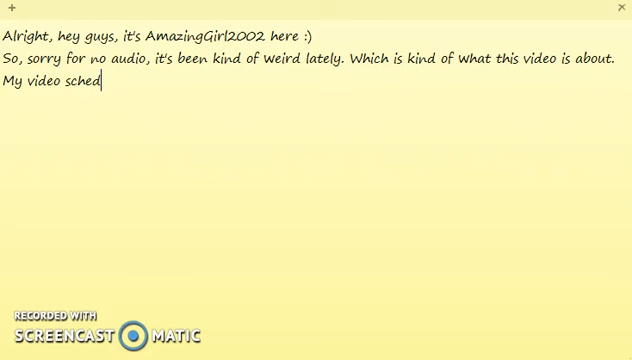 Alright, hey guys, it's AmazingGirl2002 here :)
So, sorry for no audio, it's been kind of weird lately. Which is kind of what this video is about.
My video sched
RECORDED WITH
SCREENCAST MATIC